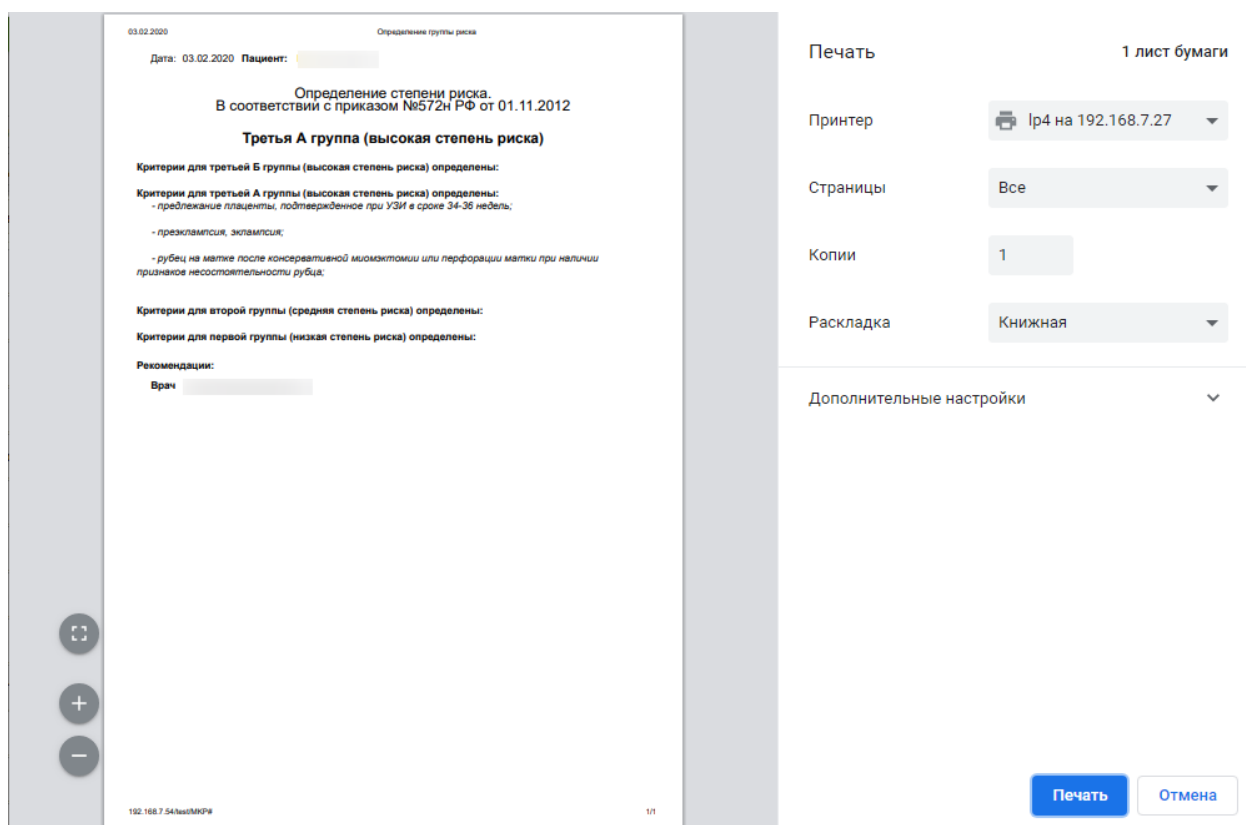 03.02.2020 Определение группы риска
Дата: 03.02.2020 Пациент:
Определение степени риска.
В соответствии с приказом №572н РФ от 01.11.2012
Третья А группа (высокая степень риска)
Критерии для третьей Б группы (высокая степень риска) определены:
Критерии для третьей А группы (высокая степень риска) определены:
- предлежание плаценты, подтвержденное при УЗИ в сроке 34-36 недель;
- преэклампсия, эклампсия;
- рубец на матке после консервативной миомэктомии или перфорации матки при наличии
признаков несостоятельности рубца;
Критерии для второй группы (средняя степень риска) определены:
Критерии для первой группы (низкая степень риска) определены:
Рекомендации:
Врач
192.168.7.54/test/MKP# 1/1
Печать 1 лист бумаги
Принтер lp4 на 192.168.7.27
Страницы Все
Копии 1
Раскладка Книжная
Дополнительные настройки
Печать Отмена